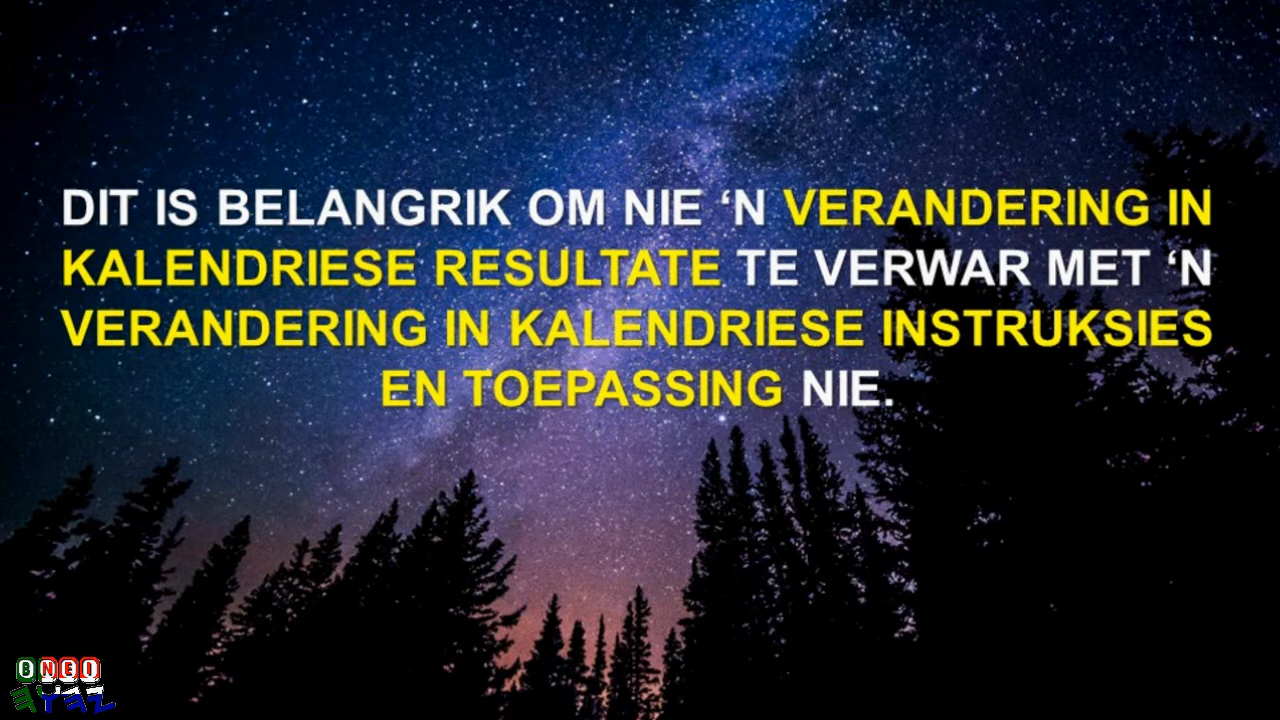 DIT IS BELANGRIK OM NIE ‘N VERANDERING IN
KALENDRIESE RESULTATE TE VERWAR MET ‘N
VERANDERING IN KALENDRIESE INSTRUKSIES
EN TOEPASSING NIE.